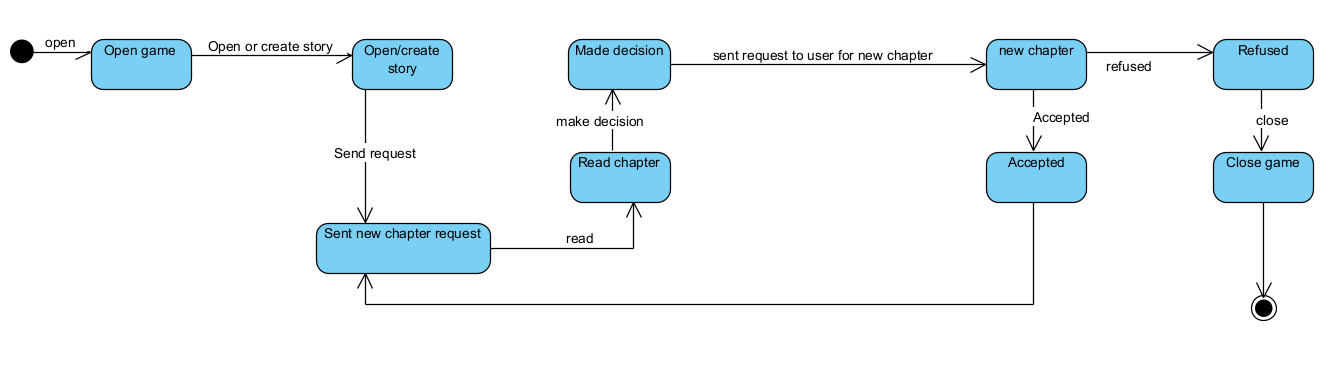 open
Open game
Open or create story
Open/create
story
Made decision
sent request to user for new chapter
new chapter
refused
Refused
make decision
Accepted
close
Send request
Read chapter
Accepted
Close game
Sent new chapter request
read